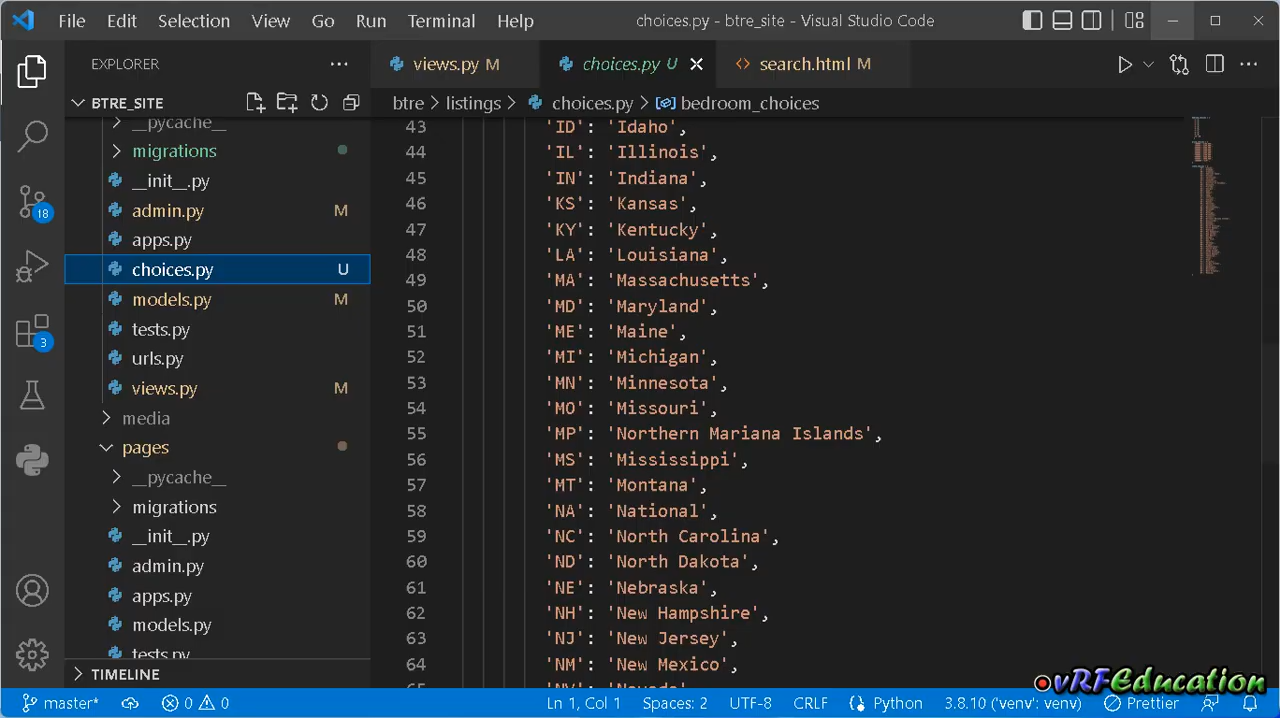 File Edit Selection View Go Run Terminal Help choices.py - btre_site - Visual Studio Code
EXPLORER
BTRE_SITE
__pycache__
migrations
__init__.py
admin.py M
apps.py
choices.py U
models.py M
tests.py
urls.py
views.py M
media
pages
__pycache__
migrations
__init__.py
admin.py
apps.py
models.py
tests.py
TIMELINE
18
3
views.py M choices.py U search.html M
btre > listings > choices.py > bedroom_choices
43 'ID': 'Idaho',
44 'IL': 'Illinois',
45 'IN': 'Indiana',
46 'KS': 'Kansas',
47 'KY': 'Kentucky',
48 'LA': 'Louisiana',
49 'MA': 'Massachusetts',
50 'MD': 'Maryland',
51 'ME': 'Maine',
52 'MI': 'Michigan',
53 'MN': 'Minnesota',
54 'MO': 'Missouri',
55 'MP': 'Northern Mariana Islands',
56 'MS': 'Mississippi',
57 'MT': 'Montana',
58 'NA': 'National',
59 'NC': 'North Carolina',
60 'ND': 'North Dakota',
61 'NE': 'Nebraska',
62 'NH': 'New Hampshire',
63 'NJ': 'New Jersey',
64 'NM': 'New Mexico',
65 'NV': 'Nevada',
vRFEducation
master* 0 0 Ln 1, Col 1 Spaces: 2 UTF-8 CRLF Python 3.8.10 ('venv': venv) Prettier